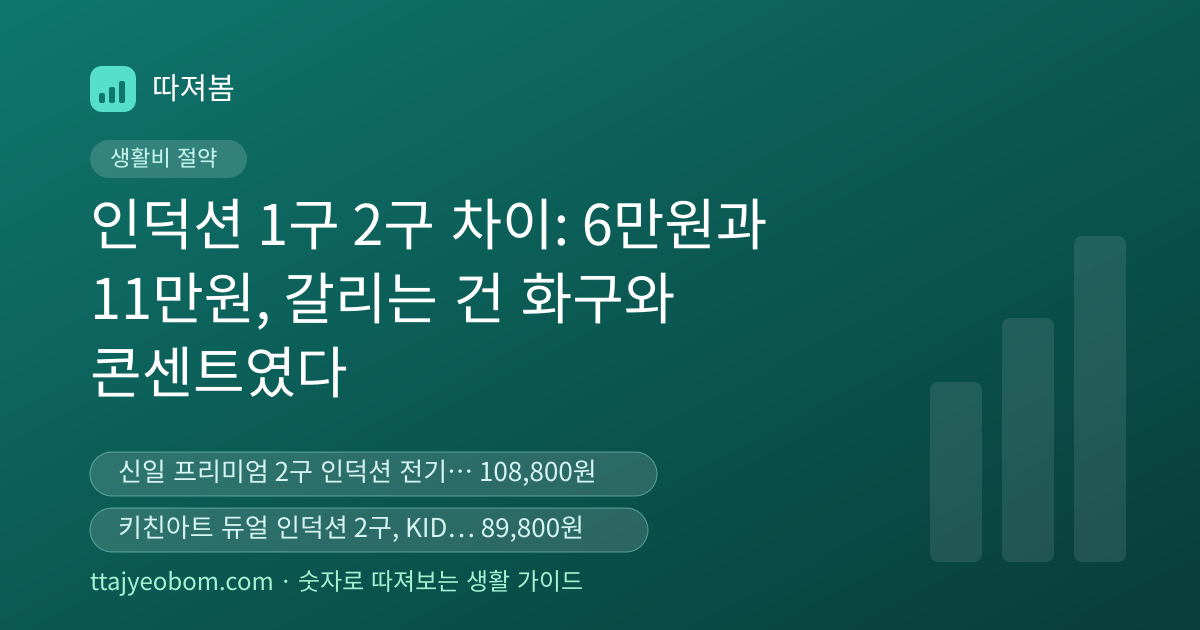 따져봄
생활비 절약
인덕션 1구 2구 차이: 6만원과
11만원, 갈리는 건 화구와
콘센트였다
신일 프리미엄 2구 인덕션 전기… 108,800원
키친아트 듀얼 인덕션 2구, KID… 89,800원
ttajyeobom.com · 숫자로 따져보는 생활 가이드